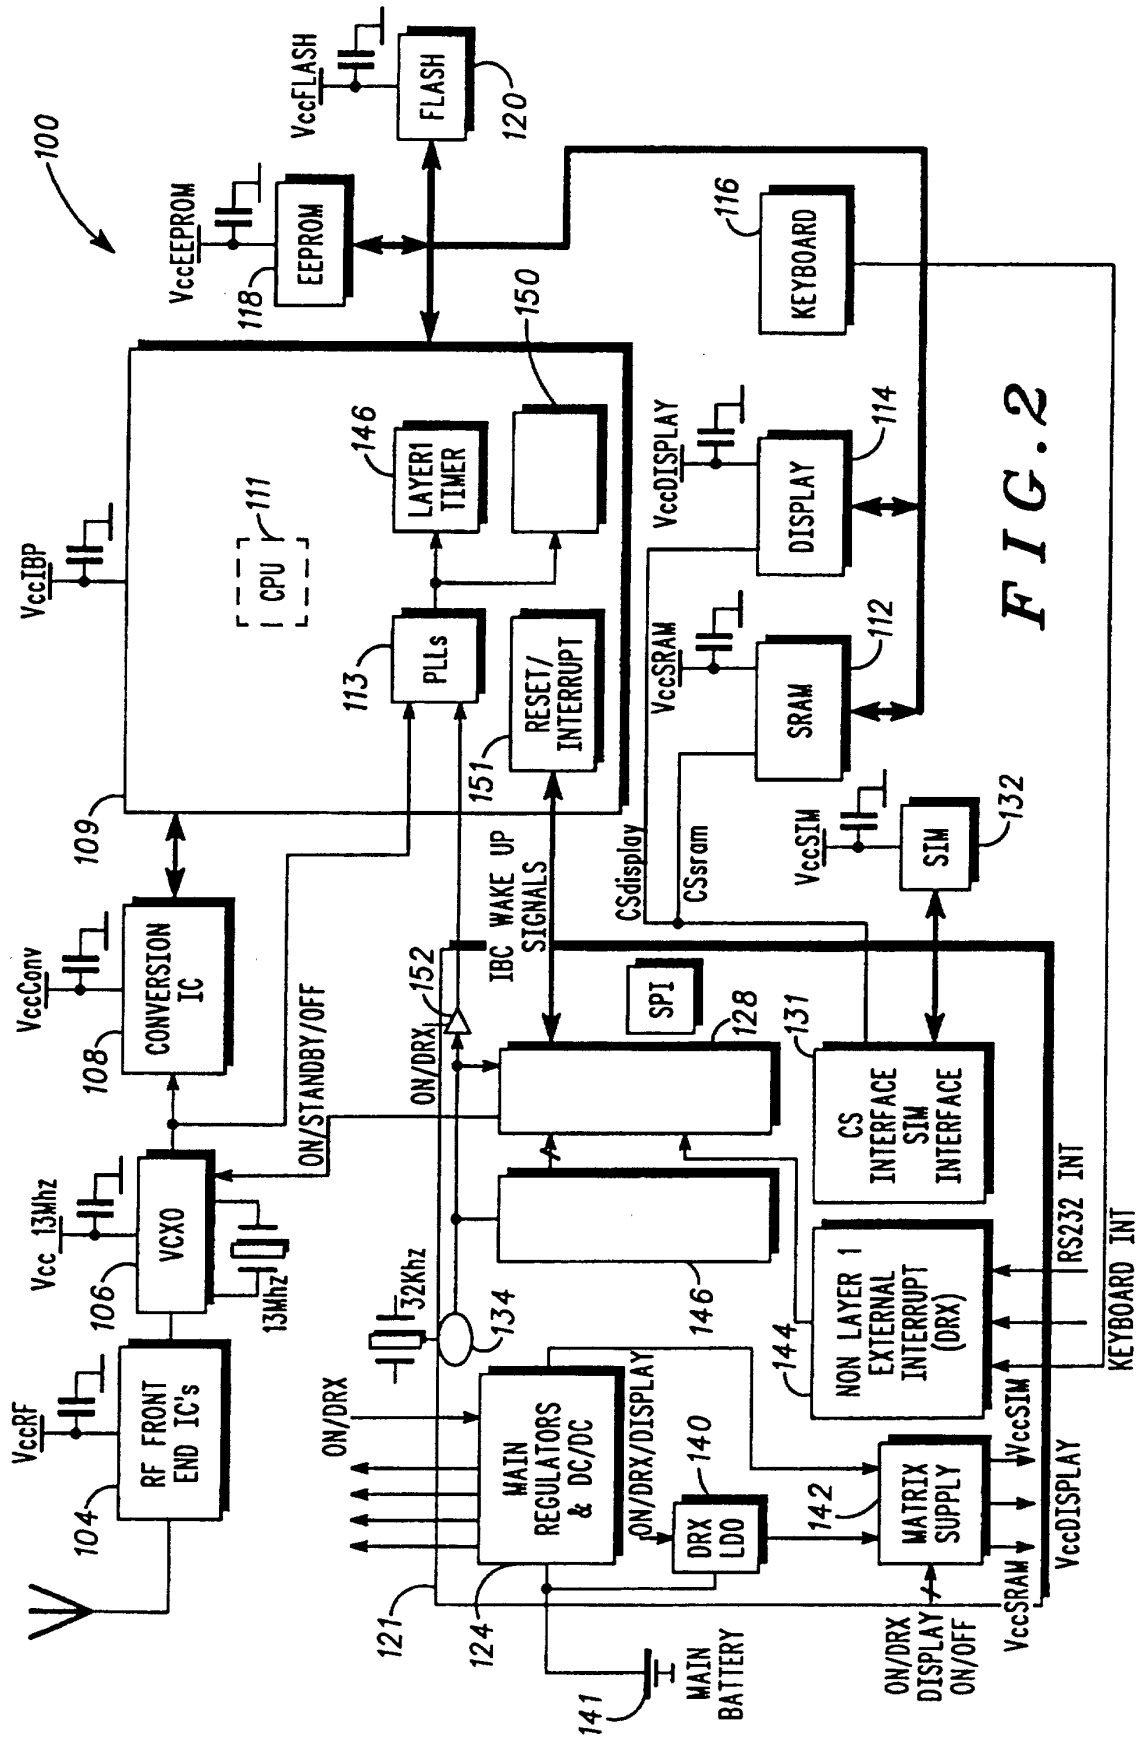 100
VccRF
104
RF FRONT
END IC's
Vcc 13Mhz
106
VCXO
13Mhz
VccConv
108
CONVERSION
IC
109
VccIBP
CPU
111
113
PLLs
146
LAYER1
TIMER
150
151
RESET/
INTERRUPT
VccEEPROM
118
EEPROM
VccFLASH
FLASH
120
ON/STANDBY/OFF
ON/DRX
32Khz
134
ON/DRX
152
IBC WAKE UP
SIGNALS
121
124
MAIN
REGULATORS
& DC/DC
141
MAIN
BATTERY
ON/DRX/DISPLAY
140
DRX
LDO
142
MATRIX
SUPPLY
ON/DRX
DISPLAY
ON/OFF
VccSRAM
VccDISPLAY
VccSIM
146
128
SPI
144
NON LAYER 1
EXTERNAL
INTERRUPT
(DRX)
131
CS
INTERFACE
SIM
INTERFACE
RS232 INT
KEYBOARD INT
CSdisplay
CSsram
VccSIM
SIM
132
VccSRAM
SRAM
112
VccDISPLAY
DISPLAY
114
116
KEYBOARD
FIG. 2